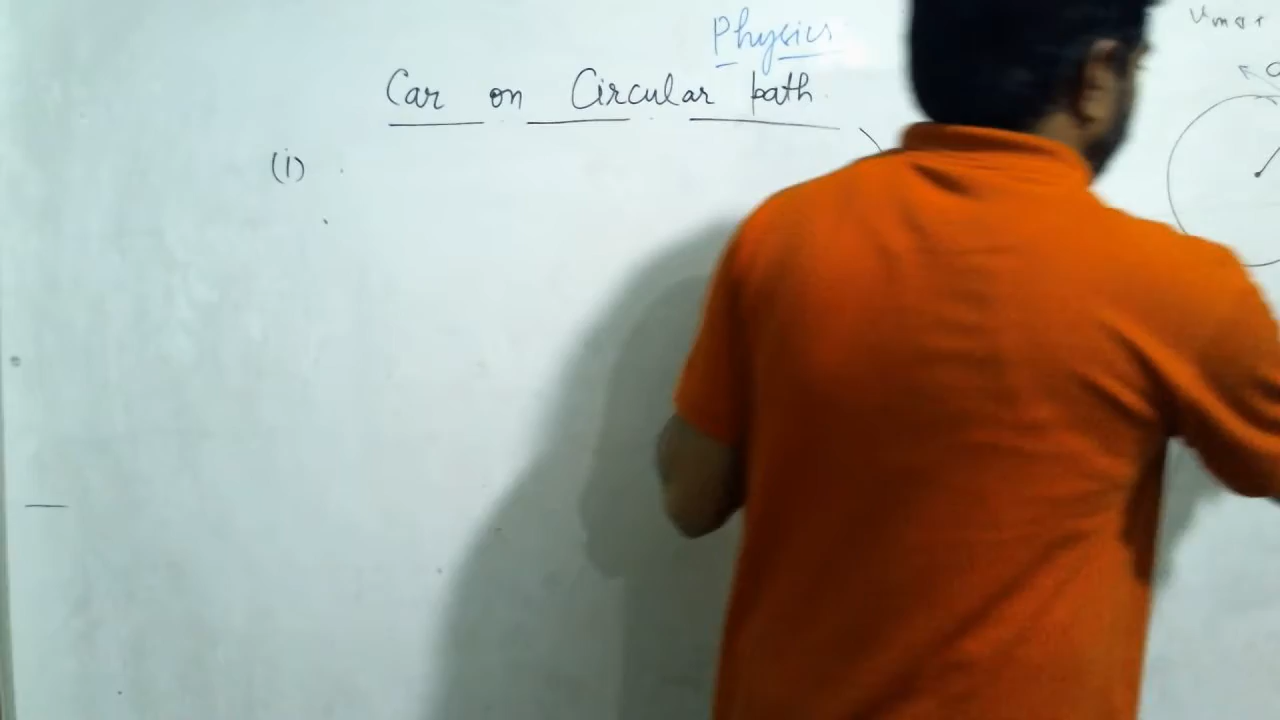 Physics
Car on Circular path
(i)